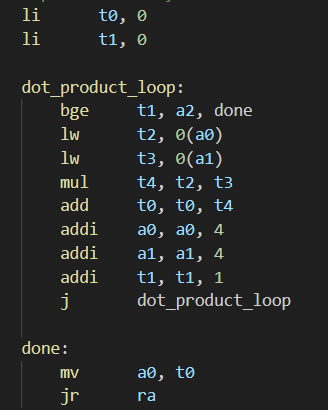 li t0, 0
li t1, 0
dot_product_loop:
bge t1, a2, done
lw t2, 0(a0)
lw t3, 0(a1)
mul t4, t2, t3
add t0, t0, t4
addi a0, a0, 4
addi a1, a1, 4
addi t1, t1, 1
j dot_product_loop
done:
mv a0, t0
jr ra